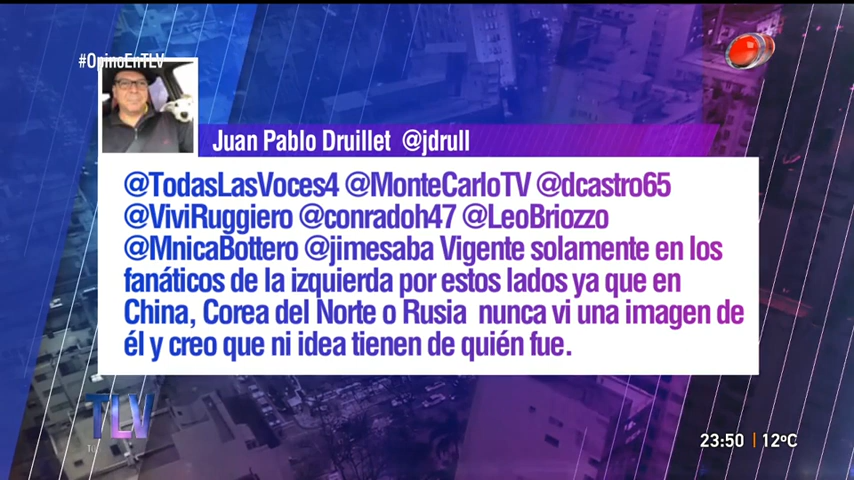 #OpinoEnTLV
Juan Pablo Druillet @jdrull
@TodasLasVoces4 @MonteCarloTV @dcastro65
@ViviRuggiero @conradoh47 @LeoBriozzo
@MnicaBottero @jimesaba Vigente solamente en los
fanáticos de la izquierda por estos lados ya que en
China, Corea del Norte o Rusia nunca vi una imagen de
él y creo que ni idea tienen de quién fue.
TLV
23:50 | 12ºC